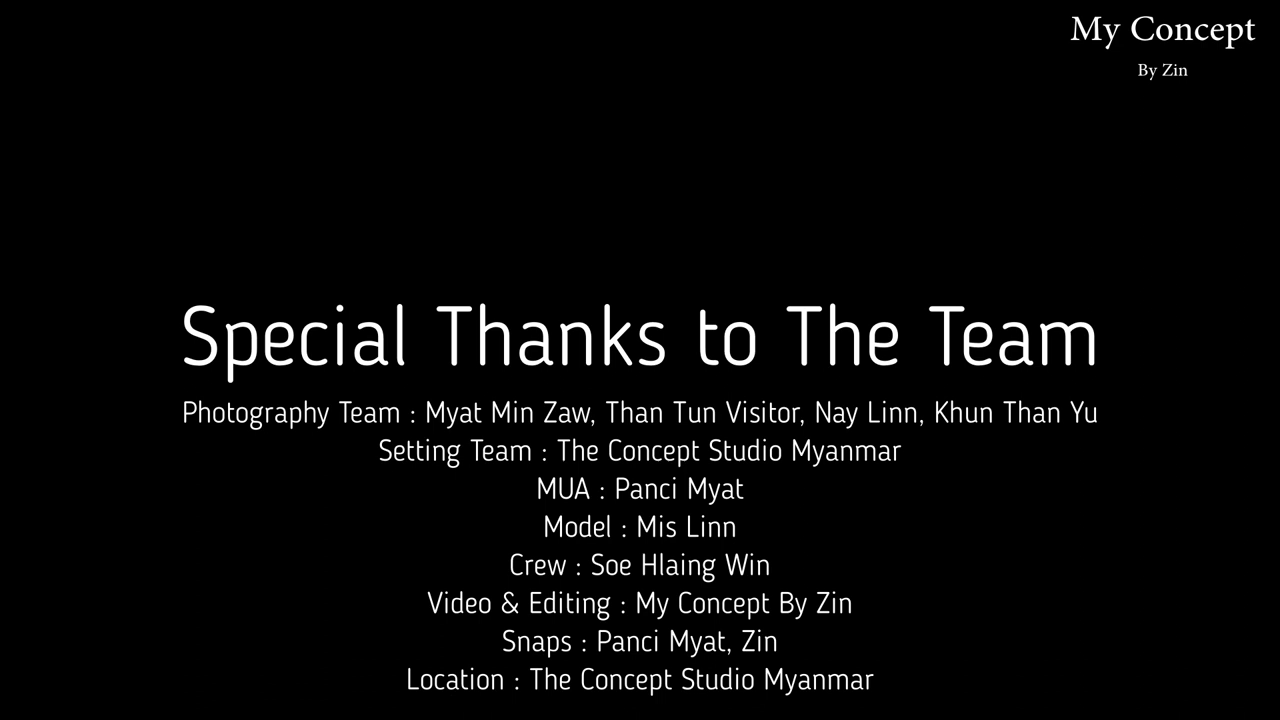 My Concept
By Zin
Special Thanks to The Team
Photography Team : Myat Min Zaw, Than Tun Visitor, Nay Linn, Khun Than Yu
Setting Team : The Concept Studio Myanmar
MUA : Panci Myat
Model : Mis Linn
Crew : Soe Hlaing Win
Video & Editing : My Concept By Zin
Snaps : Panci Myat, Zin
Location : The Concept Studio Myanmar